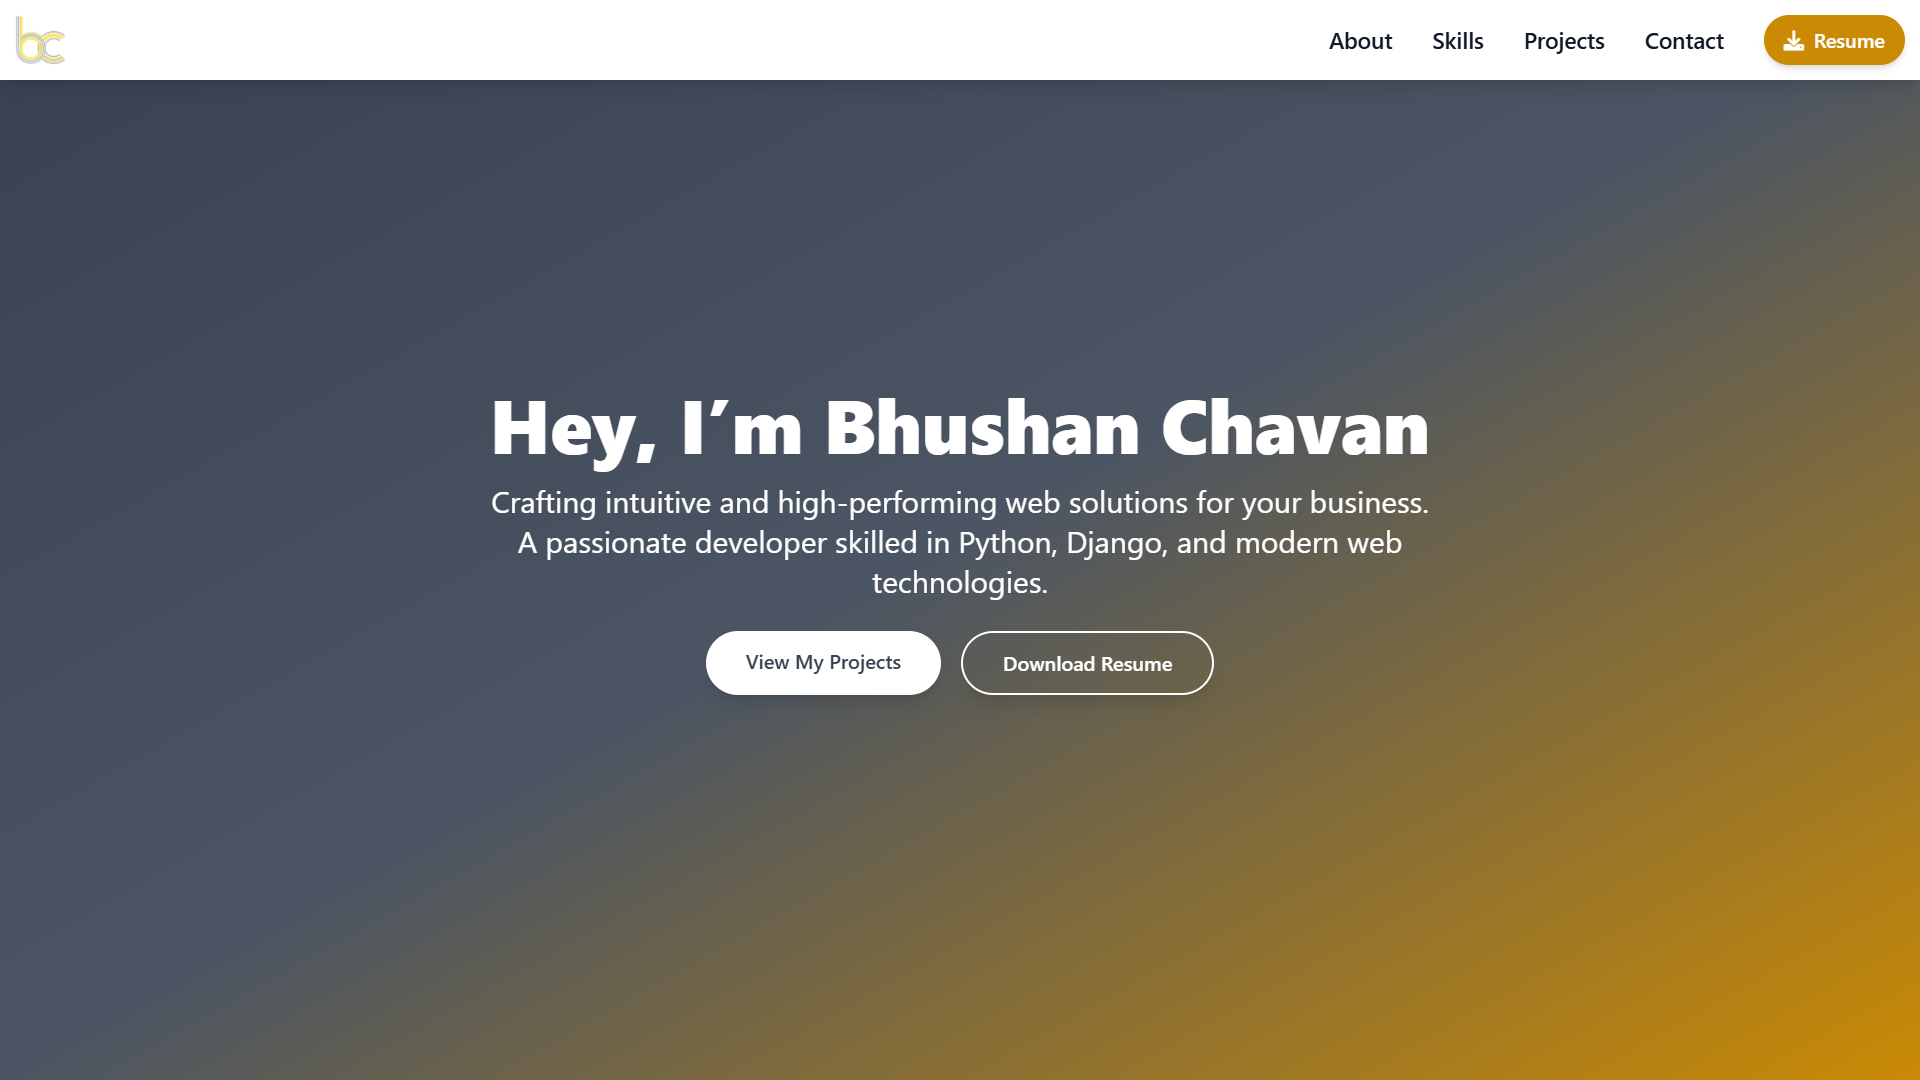 bc
About
Skills
Projects
Contact
Resume
Hey, I’m Bhushan Chavan
Crafting intuitive and high-performing web solutions for your business.
A passionate developer skilled in Python, Django, and modern web
technologies.
View My Projects
Download Resume